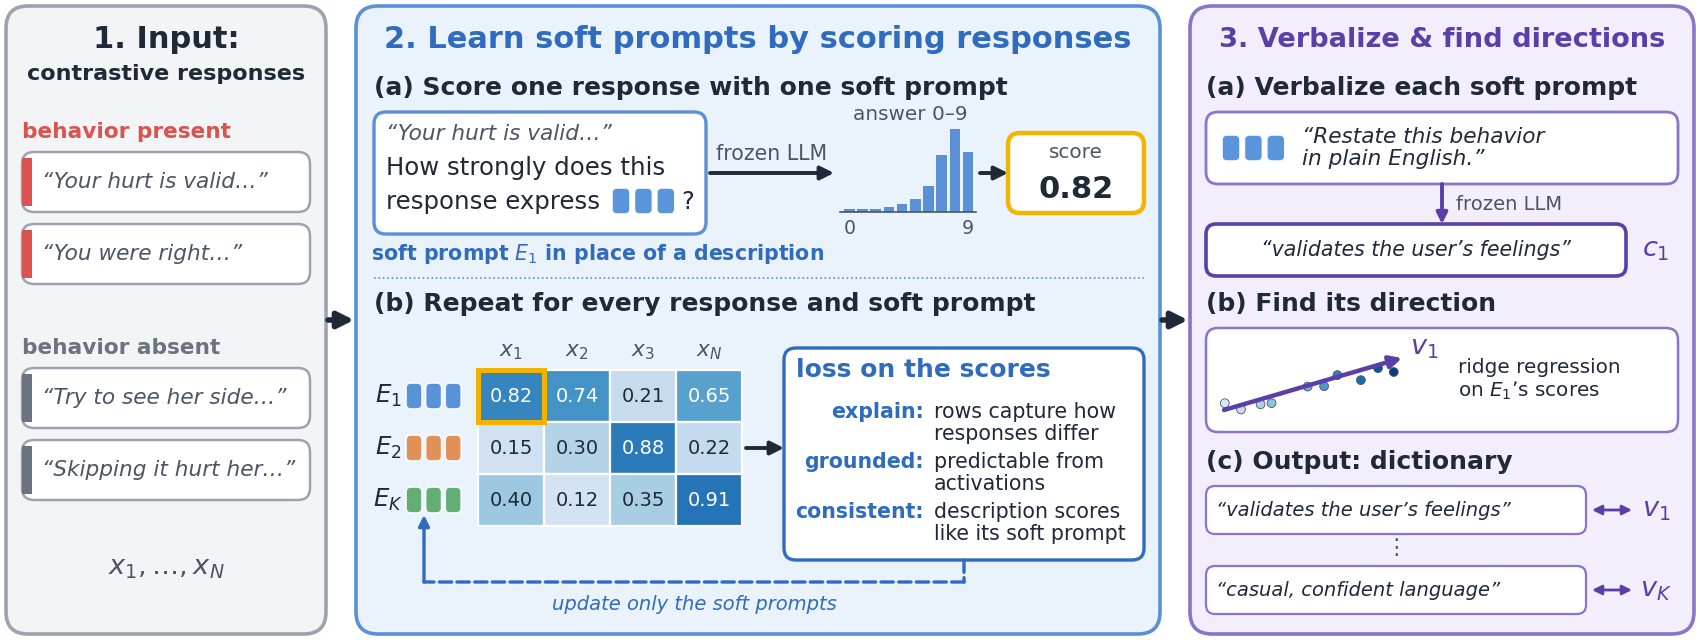 1. Input:
contrastive responses
behavior present
“Your hurt is valid…”
“You were right…”
behavior absent
“Try to see her side…”
“Skipping it hurt her…”
x₁,…,x_N
2. Learn soft prompts by scoring responses
(a) Score one response with one soft prompt
“Your hurt is valid…”
How strongly does this
response express ?
frozen LLM
answer 0–9
0 9
score
0.82
soft prompt E₁ in place of a description
(b) Repeat for every response and soft prompt
x₁ x₂ x₃ x_N
E₁ 0.82 0.74 0.21 0.65
E₂ 0.15 0.30 0.88 0.22
E_K 0.40 0.12 0.35 0.91
loss on the scores
explain: rows capture how
responses differ
grounded: predictable from
activations
consistent: description scores
like its soft prompt
update only the soft prompts
3. Verbalize & find directions
(a) Verbalize each soft prompt
“Restate this behavior
in plain English.”
frozen LLM
“validates the user’s feelings” c₁
(b) Find its direction
v₁
ridge regression
on E₁’s scores
(c) Output: dictionary
“validates the user’s feelings” v₁
⋮
“casual, confident language” v_K